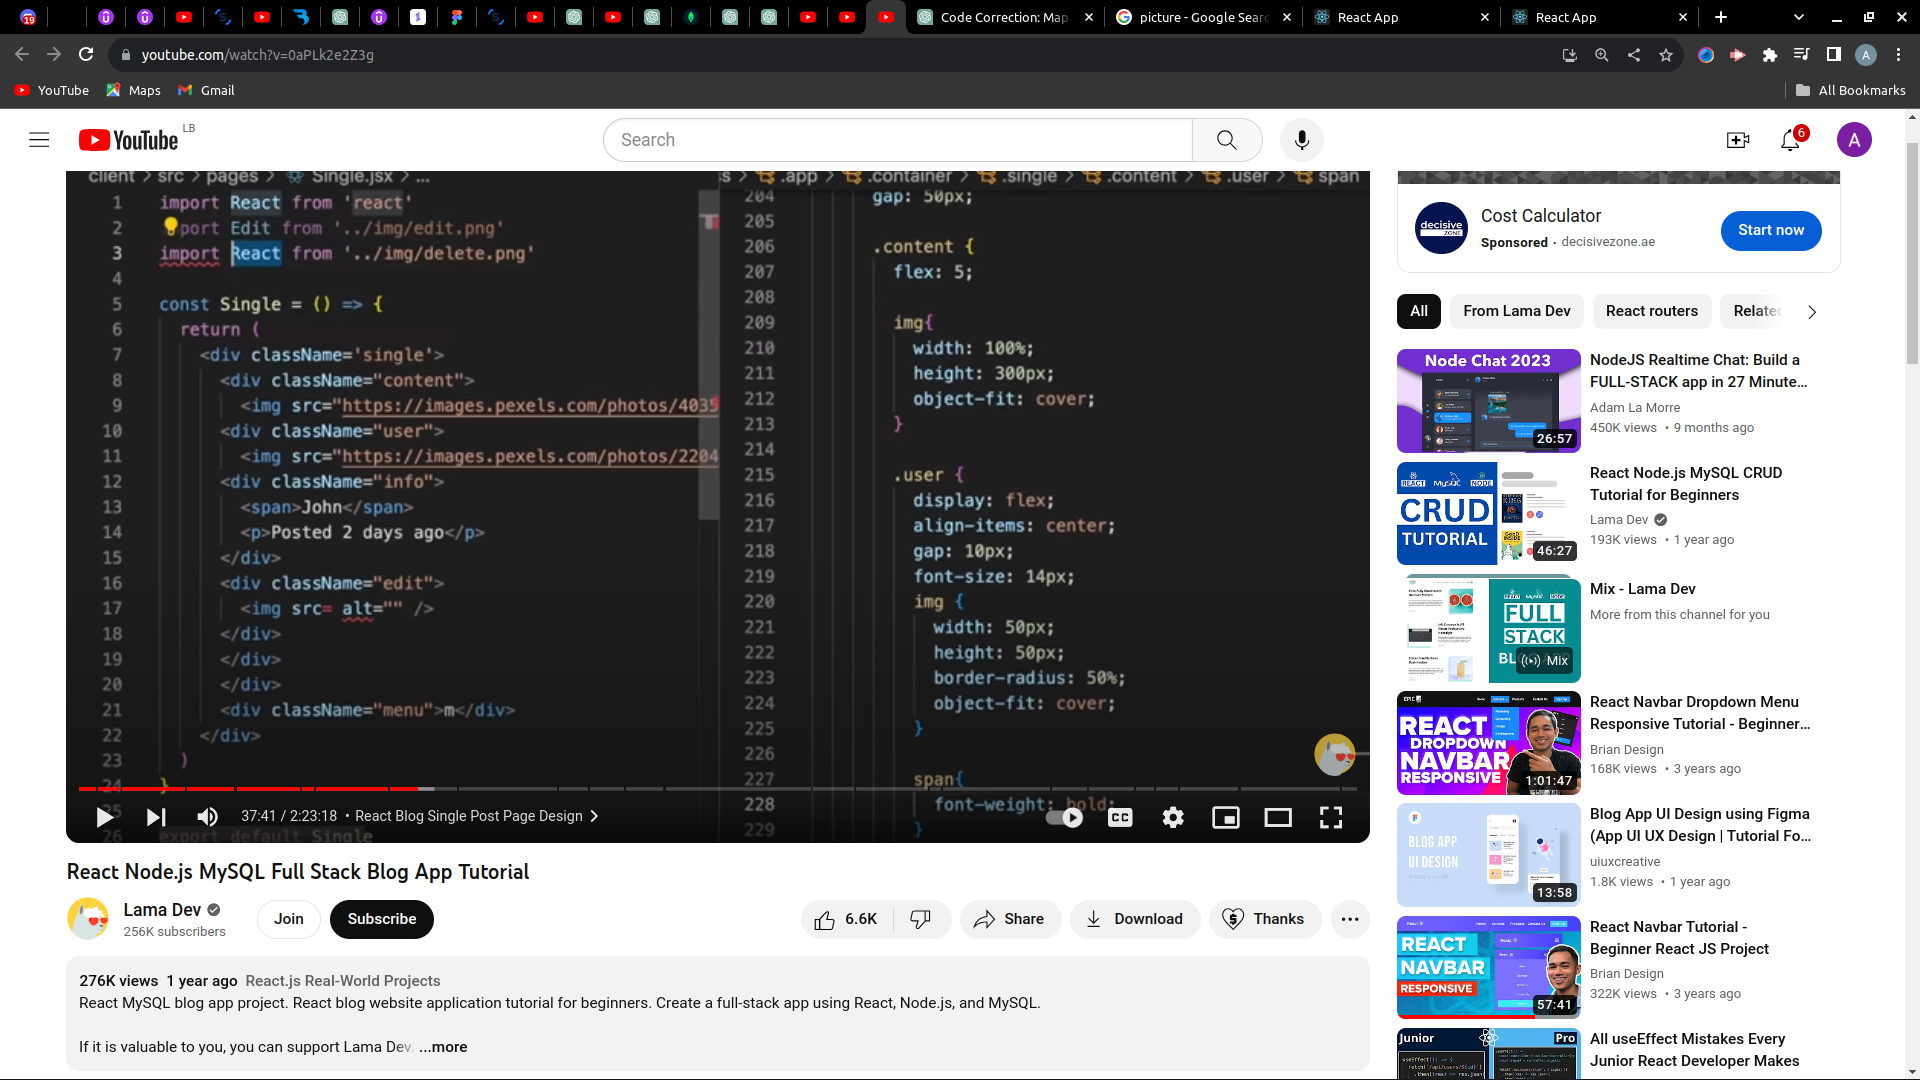 19
Code Correction: Map
picture - Google Searc
React App
React App
youtube.com/watch?v=0aPLk2e2Z3g
A
YouTube
Maps
Gmail
All Bookmarks
YouTube LB
Search
6
A
client > src > pages > Single.jsx > ...
1 import React from 'react'
2 port Edit from '../img/edit.png'
3 import React from '../img/delete.png'
4
5 const Single = () => {
6 return (
7 <div className='single'>
8 <div className="content">
9 <img src="https://images.pexels.com/photos/4035
10 <div className="user">
11 <img src="https://images.pexels.com/photos/2204
12 <div className="info">
13 <span>John</span>
14 <p>Posted 2 days ago</p>
15 </div>
16 <div className="edit">
17 <img src= alt="" />
18 </div>
19 </div>
20 </div>
21 <div className="menu">m</div>
22 </div>
23 )
24 }
25
26 export default Single
ss > .app > .container > .single > .content > .user > span
204 gap: 50px;
205
206 .content {
207 flex: 5;
208
209 img{
210 width: 100%;
211 height: 300px;
212 object-fit: cover;
213 }
214
215 .user {
216 display: flex;
217 align-items: center;
218 gap: 10px;
219 font-size: 14px;
220 img {
221 width: 50px;
222 height: 50px;
223 border-radius: 50%;
224 object-fit: cover;
225 }
226
227 span{
228 font-weight: bold;
229 }
37:41 / 2:23:18 • React Blog Single Post Page Design
CC
React Node.js MySQL Full Stack Blog App Tutorial
Lama Dev
256K subscribers
Join
Subscribe
6.6K
Share
Download
Thanks
276K views 1 year ago React.js Real-World Projects
React MySQL blog app project. React blog website application tutorial for beginners. Create a full-stack app using React, Node.js, and MySQL.
If it is valuable to you, you can support Lama Dev. ...more
decisive
ZONE
Cost Calculator
Sponsored · decisivezone.ae
Start now
All
From Lama Dev
React routers
Related
Node Chat 2023
26:57
NodeJS Realtime Chat: Build a
FULL-STACK app in 27 Minute...
Adam La Morre
450K views • 9 months ago
REACT MySQL NODE
CRUD
TUTORIAL
46:27
React Node.js MySQL CRUD
Tutorial for Beginners
Lama Dev
193K views • 1 year ago
REACT MySQL NODE
FULL
STACK
Mix
Mix - Lama Dev
More from this channel for you
EPIC
REACT
DROPDOWN
NAVBAR
RESPONSIVE
1:01:47
React Navbar Dropdown Menu
Responsive Tutorial - Beginner...
Brian Design
168K views • 3 years ago
BLOG APP
UI DESIGN
13:58
Blog App UI Design using Figma
(App UI UX Design | Tutorial Fo...
uiuxcreative
1.8K views • 1 year ago
REACT
NAVBAR
RESPONSIVE
57:41
React Navbar Tutorial -
Beginner React JS Project
Brian Design
322K views • 3 years ago
Junior
Pro
All useEffect Mistakes Every
Junior React Developer Makes